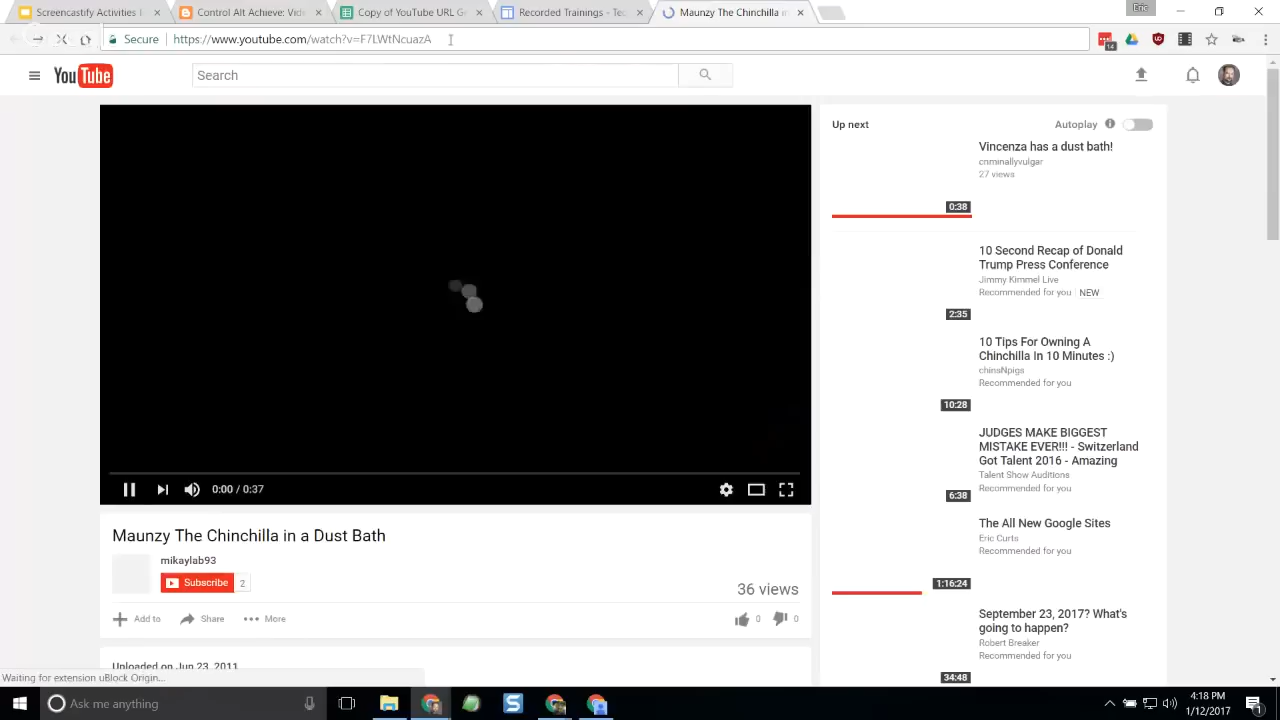 Screencastify Activities
Blogging Activities
Copy of YouTube URL G
Recorded Trainings - Tec
Maunzy The Chinchilla in
Eric
Secure https://www.youtube.com/watch?v=F7LWtNcuazA
14
YouTube
Search
Up next
Autoplay
Vincenza has a dust bath!
cnminallyvulgar
27 views
0:38
10 Second Recap of Donald
Trump Press Conference
Jimmy Kimmel Live
Recommended for you NEW
2:35
10 Tips For Owning A
Chinchilla In 10 Minutes :)
chinsNpigs
Recommended for you
10:28
JUDGES MAKE BIGGEST
MISTAKE EVER!!! - Switzerland
Got Talent 2016 - Amazing
Talent Show Auditions
Recommended for you
6:38
The All New Google Sites
Eric Curts
Recommended for you
1:16:24
September 23, 2017? What's
going to happen?
Robert Breaker
Recommended for you
34:48
0:00 / 0:37
Maunzy The Chinchilla in a Dust Bath
mikaylab93
Subscribe 2
36 views
Add to Share More 0 0
Uploaded on Jun 23, 2011
Waiting for extension uBlock Origin...
Ask me anything
4:18 PM
1/12/2017
1